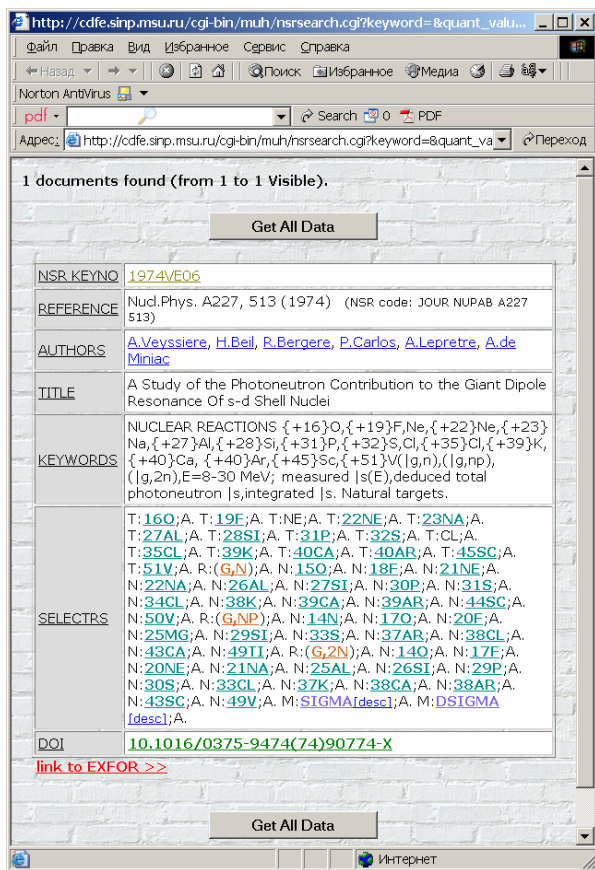 http://cdfe.sinp.msu.ru/cgi-bin/muh/nsrsearch.cgi?keyword=&quant_valu...
Файл Правка Вид Избранное Сервис Справка
Назад Поиск Избранное Медиа
Norton AntiVirus
pdf Search 0 PDF
Адрес: http://cdfe.sinp.msu.ru/cgi-bin/muh/nsrsearch.cgi?keyword=&quant_va Переход
1 documents found (from 1 to 1 Visible).
Get All Data
NSR KEYNO 1974VE06
REFERENCE Nucl.Phys. A227, 513 (1974) (NSR code: JOUR NUPAB A227
513)
AUTHORS A.Veyssiere, H.Beil, R.Bergere, P.Carlos, A.Lepretre, A.de
Miniac
TITLE A Study of the Photoneutron Contribution to the Giant Dipole
Resonance Of s-d Shell Nuclei
KEYWORDS NUCLEAR REACTIONS {+16}O,{+19}F,Ne,{+22}Ne,{+23}
Na,{+27}Al,{+28}Si,{+31}P,{+32}S,Cl,{+35}Cl,{+39}K,
{+40}Ca, {+40}Ar,{+45}Sc,{+51}V(|g,n),(|g,np),
(|g,2n),E=8-30 MeV; measured |s(E),deduced total
photoneutron |s,integrated |s. Natural targets.
SELECTRS T:16O;A. T:19F;A. T:NE;A. T:22NE;A. T:23NA;A.
T:27AL;A. T:28SI;A. T:31P;A. T:32S;A. T:CL;A.
T:35CL;A. T:39K;A. T:40CA;A. T:40AR;A. T:45SC;A.
T:51V;A. R:(G,N);A. N:15O;A. N:18F;A. N:21NE;A.
N:22NA;A. N:26AL;A. N:27SI;A. N:30P;A. N:31S;A.
N:34CL;A. N:38K;A. N:39CA;A. N:39AR;A. N:44SC;A.
N:50V;A. R:(G,NP);A. N:14N;A. N:17O;A. N:20F;A.
N:25MG;A. N:29SI;A. N:33S;A. N:37AR;A. N:38CL;A.
N:43CA;A. N:49TI;A. R:(G,2N);A. N:14O;A. N:17F;A.
N:20NE;A. N:21NA;A. N:25AL;A. N:26SI;A. N:29P;A.
N:30S;A. N:33CL;A. N:37K;A. N:38CA;A. N:38AR;A.
N:43SC;A. N:49V;A. M:SIGMA[desc];A. M:DSIGMA
[desc];A.
DOI 10.1016/0375-9474(74)90774-X
link to EXFOR >>
Get All Data
Интернет